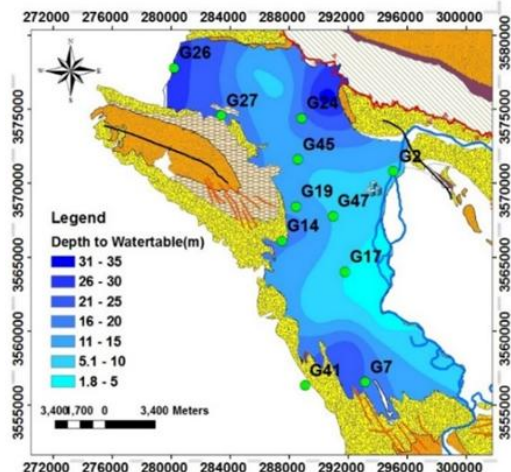 272000 276000 280000 284000 288000 292000 296000 300000
3580000
3575000
3570000
3565000
3560000
3555000
3575000
3570000
3565000
3560000
3555000
G26
G27
G24
G45
G2
G19
G47
G14
G17
G41
G7
Legend
Depth to Watertable(m)
31 - 35
26 - 30
21 - 25
16 - 20
11 - 15
5.1 - 10
1.8 - 5
3,4001,700 0 3,400 Meters
272000 276000 280000 284000 288000 292000 296000 300000